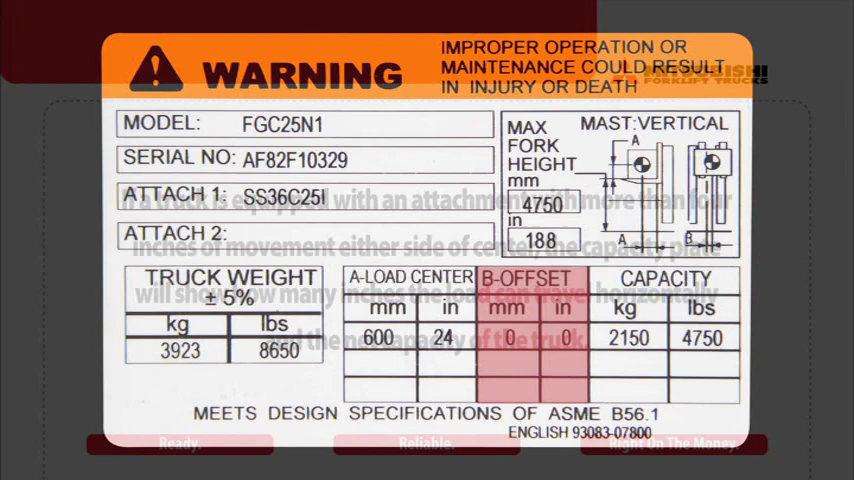 WARNING
IMPROPER OPERATION OR
MAINTENANCE COULD RESULT
IN INJURY OR DEATH
MITSUBISHI
FORKLIFT TRUCKS
MODEL: FGC25N1
SERIAL NO: AF82F10329
ATTACH 1: SS36C25I
ATTACH 2:
MAX
FORK
HEIGHT
mm
4750
in
188
MAST: VERTICAL
A
A
B
If a truck is equipped with an attachment with more than four
inches of movement either side of center, the capacity plate
will show how many inches the load can travel horizontally
and the net capacity of the truck.
TRUCK WEIGHT
± 5%
kg lbs
3923 8650
A-LOAD CENTER B-OFFSET CAPACITY
mm in mm in kg lbs
600 24 0 0 2150 4750
MEETS DESIGN SPECIFICATIONS OF ASME B56.1
ENGLISH 93083-07800
Ready. Reliable. Right On The Money.